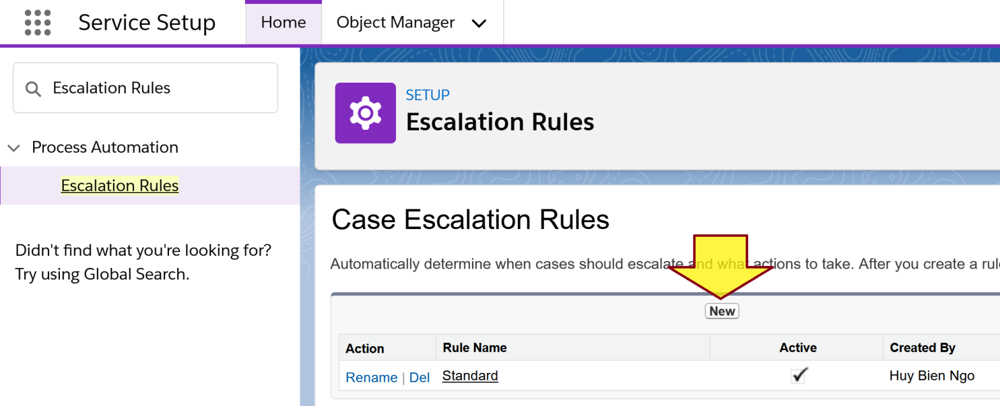 Service Setup
Home
Object Manager
Escalation Rules
Process Automation
Escalation Rules
Didn't find what you're looking for?
Try using Global Search.
SETUP
Escalation Rules
Case Escalation Rules
Automatically determine when cases should escalate and what actions to take. After you create a
New
Action Rule Name Active Created By
Rename | Del Standard Huy Bien Ngo